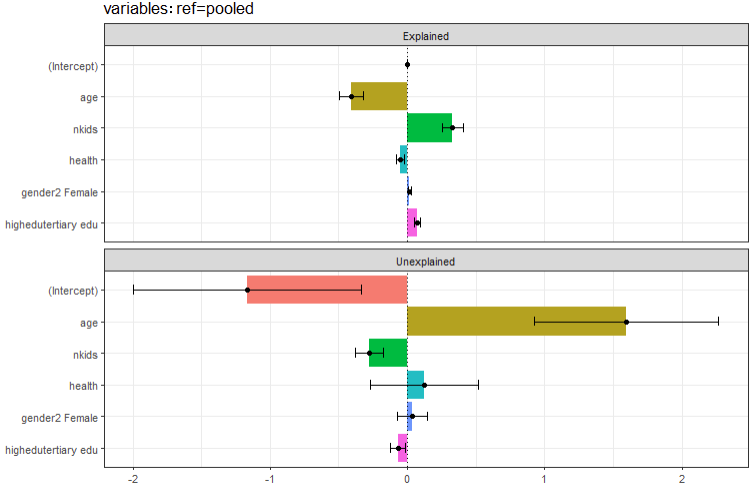 variables: ref=pooled
Explained
(Intercept)
age
nkids
health
gender2 Female
highedutertiary edu
Unexplained
(Intercept)
age
nkids
health
gender2 Female
highedutertiary edu
-2 -1 0 1 2